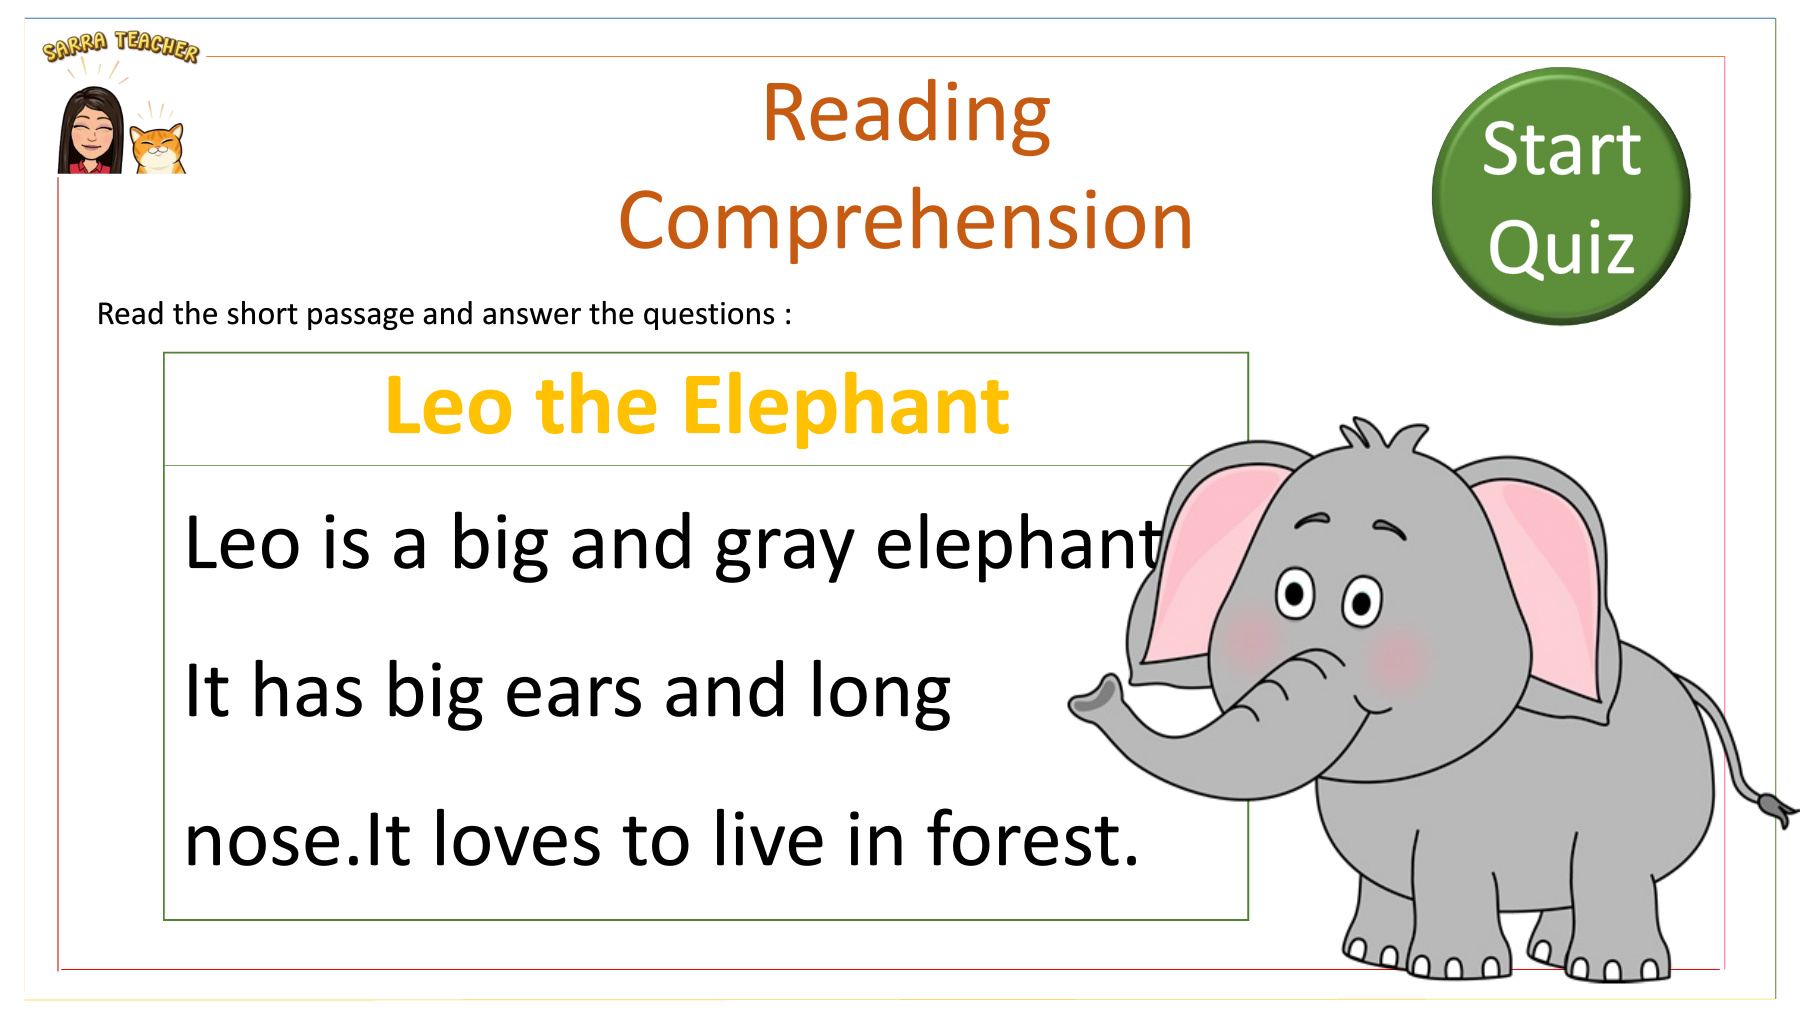 SARRA TEACHER
Reading
Comprehension
Start
Quiz
Read the short passage and answer the questions :
Leo the Elephant
Leo is a big and gray elephant
It has big ears and long
nose.It loves to live in forest.